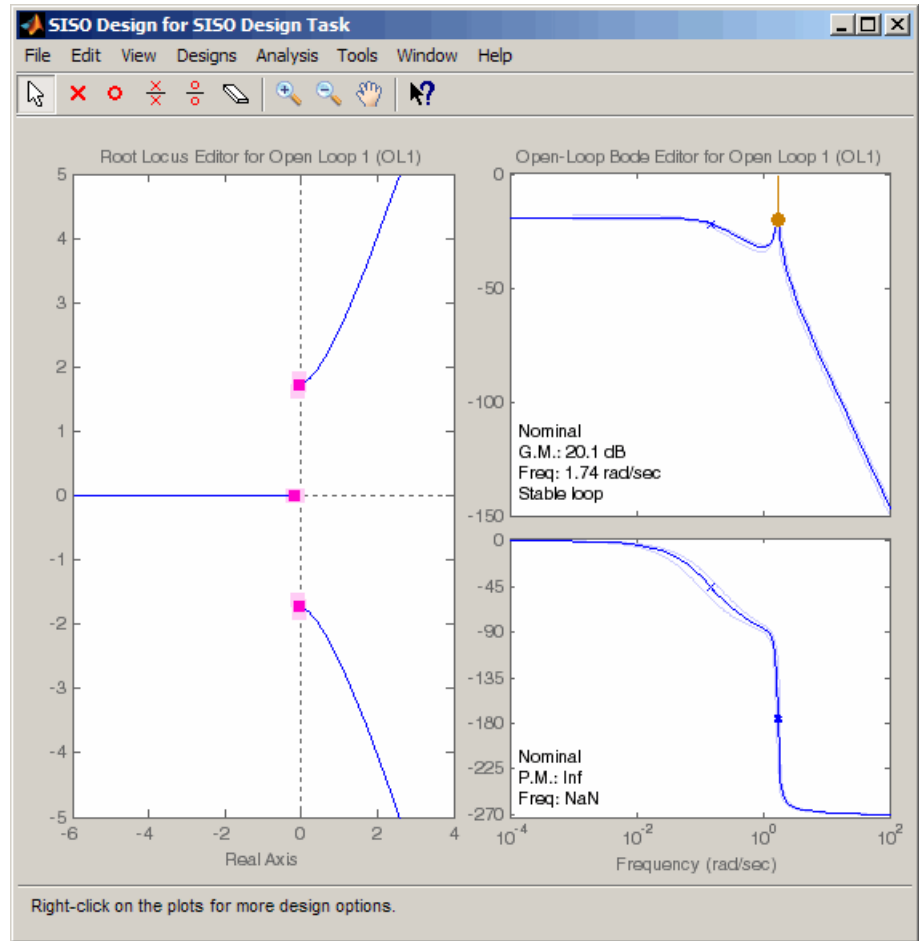 SISO Design for SISO Design Task
File Edit View Designs Analysis Tools Window Help
Root Locus Editor for Open Loop 1 (OL1)
5
4
3
2
1
0
-1
-2
-3
-4
-5
-6 -4 -2 0 2 4
Real Axis
Open-Loop Bode Editor for Open Loop 1 (OL1)
0
-50
-100
-150
Nominal
G.M.: 20.1 dB
Freq: 1.74 rad/sec
Stable loop
0
-45
-90
-135
-180
-225
-270
Nominal
P.M.: Inf
Freq: NaN
10^-4 10^-2 10^0 10^2
Frequency (rad/sec)
Right-click on the plots for more design options.